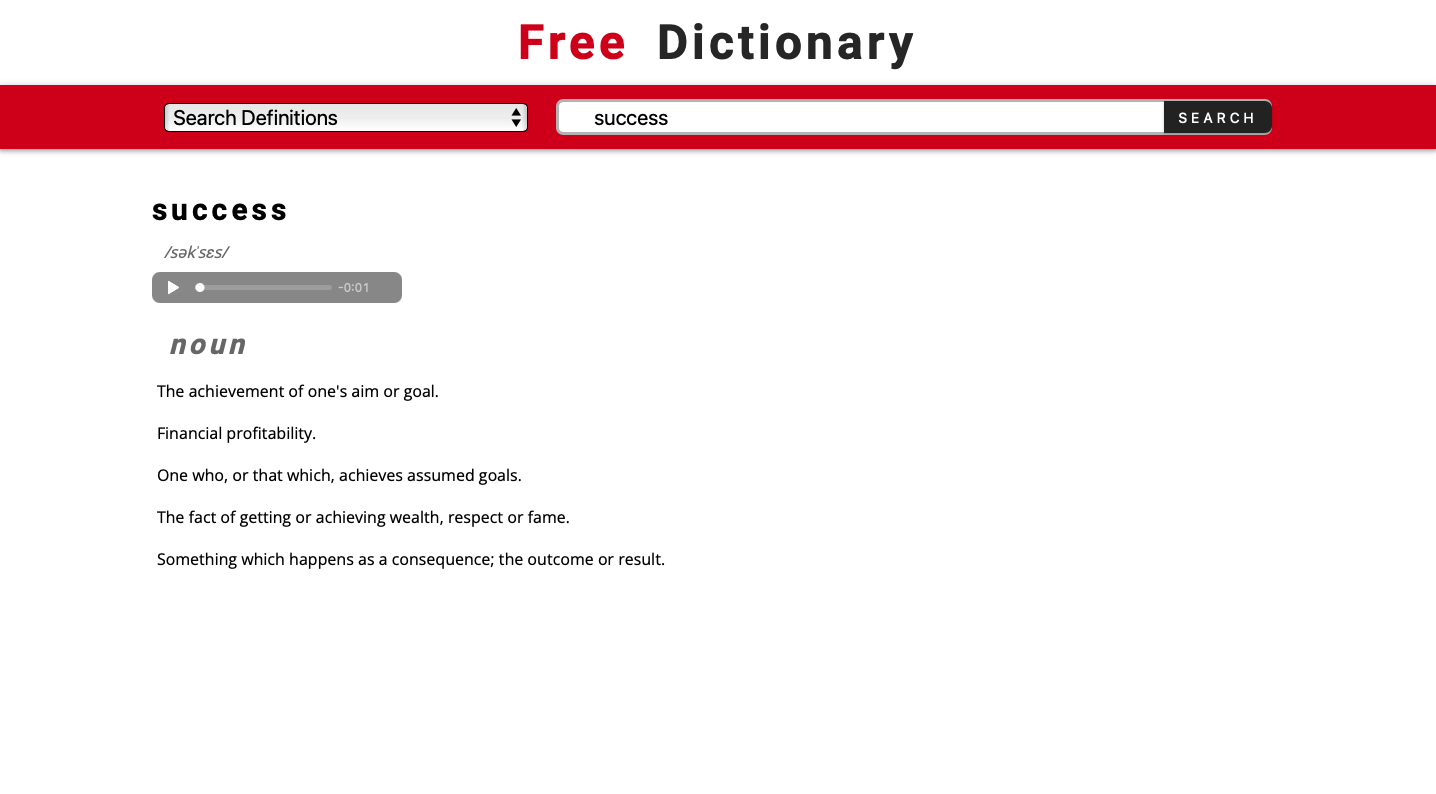 Free Dictionary
Search Definitions success SEARCH
success
/səkˈsɛs/
-0:01
noun
The achievement of one's aim or goal.
Financial profitability.
One who, or that which, achieves assumed goals.
The fact of getting or achieving wealth, respect or fame.
Something which happens as a consequence; the outcome or result.